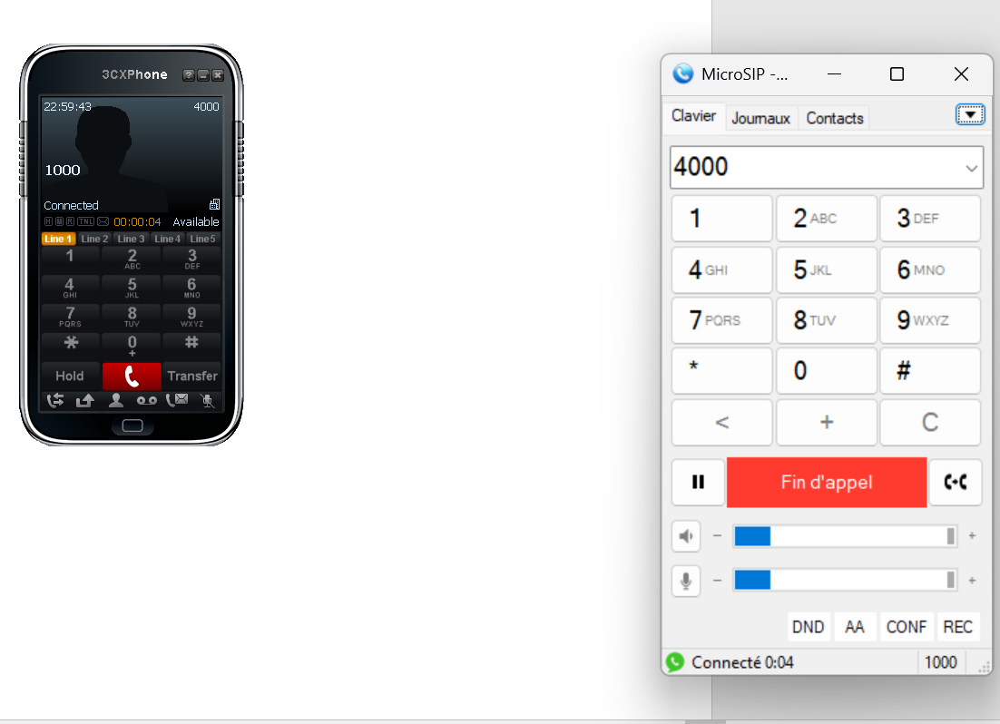 3CXPhone ? _ x
22:59:43 4000
1000
Connected
H M R TNL 00:00:04 Available
Line 1 Line 2 Line 3 Line 4 Line 5
1 2 ABC 3 DEF
4 GHI 5 JKL 6 MNO
7 PQRS 8 TUV 9 WXYZ
* 0 + #
Hold Transfer
MicroSIP -...
Clavier Journaux Contacts
4000
1 2 ABC 3 DEF
4 GHI 5 JKL 6 MNO
7 PQRS 8 TUV 9 WXYZ
* 0 #
< + C
Fin d'appel
− +
− +
DND AA CONF REC
Connecté 0:04 1000